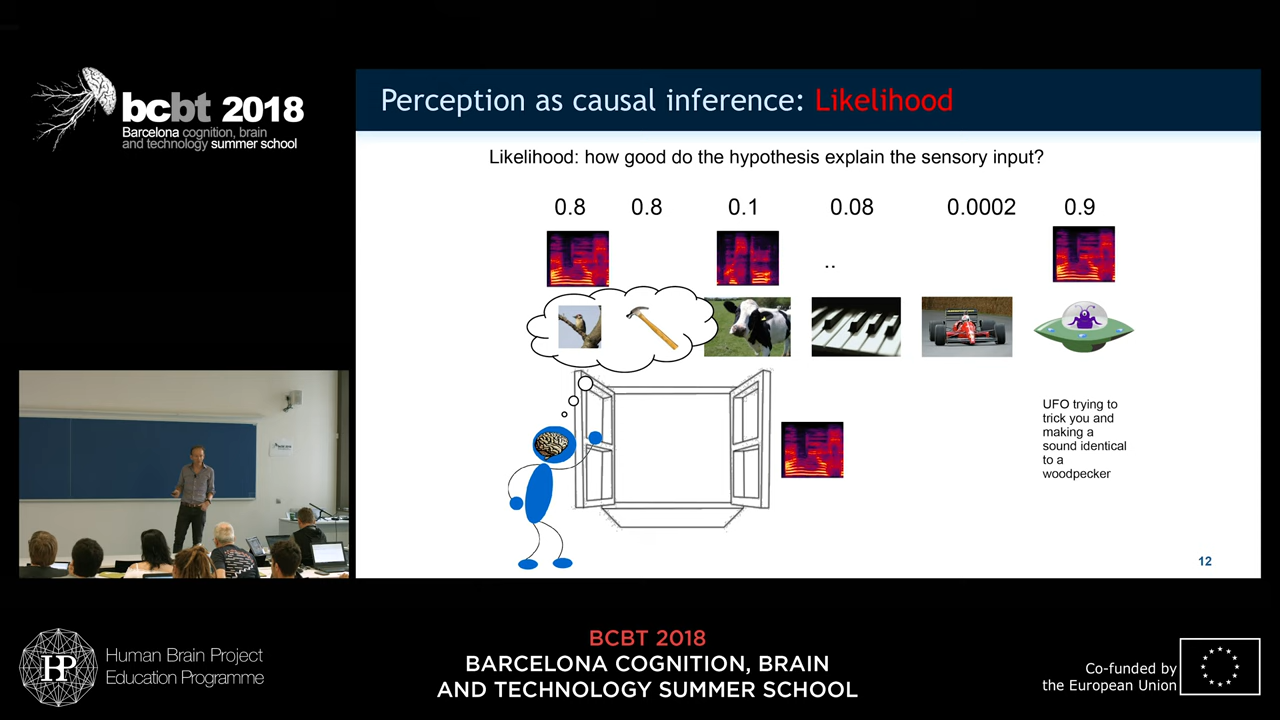 bcbt 2018
Barcelona cognition, brain
and technology summer school
Perception as causal inference: Likelihood
Likelihood: how good do the hypothesis explain the sensory input?
0.8 0.8 0.1 0.08 0.0002 0.9
..
UFO trying to
trick you and
making a
sound identical
to a
woodpecker
12
HP
Human Brain Project
Education Programme
BCBT 2018
BARCELONA COGNITION, BRAIN
AND TECHNOLOGY SUMMER SCHOOL
Co-funded by
the European Union